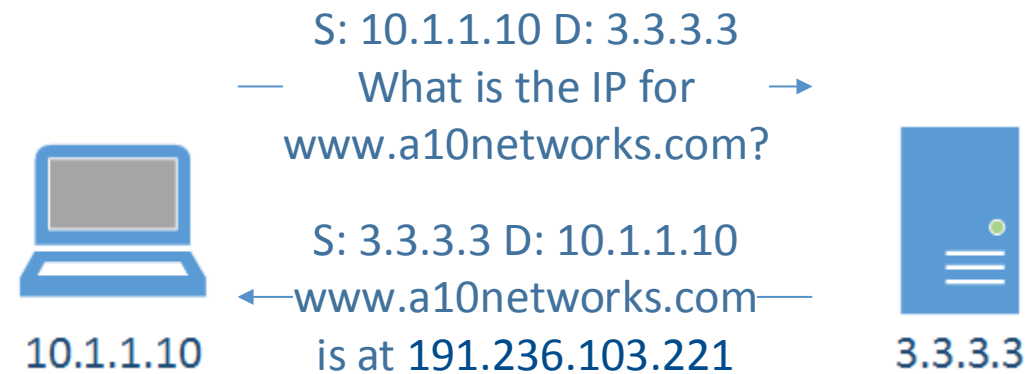 S: 10.1.1.10 D: 3.3.3.3
What is the IP for
www.a10networks.com?
S: 3.3.3.3 D: 10.1.1.10
www.a10networks.com
is at 191.236.103.221
10.1.1.10
3.3.3.3